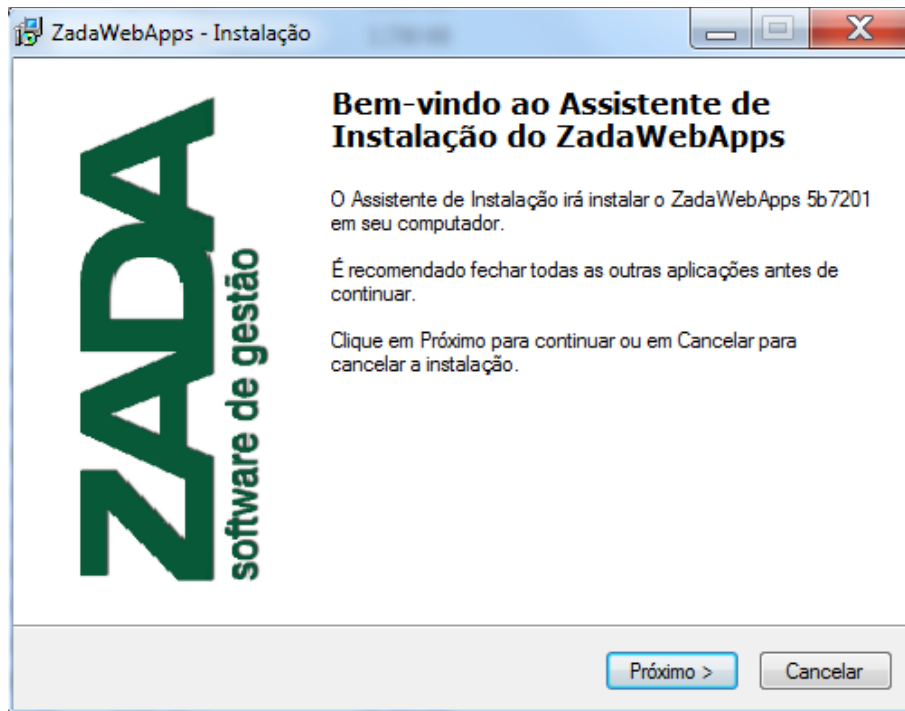 ZadaWebApps - Instalação
ZADA
software de gestão
Bem-vindo ao Assistente de
Instalação do ZadaWebApps
O Assistente de Instalação irá instalar o ZadaWebApps 5b7201
em seu computador.
É recomendado fechar todas as outras aplicações antes de
continuar.
Clique em Próximo para continuar ou em Cancelar para
cancelar a instalação.
Próximo >
Cancelar